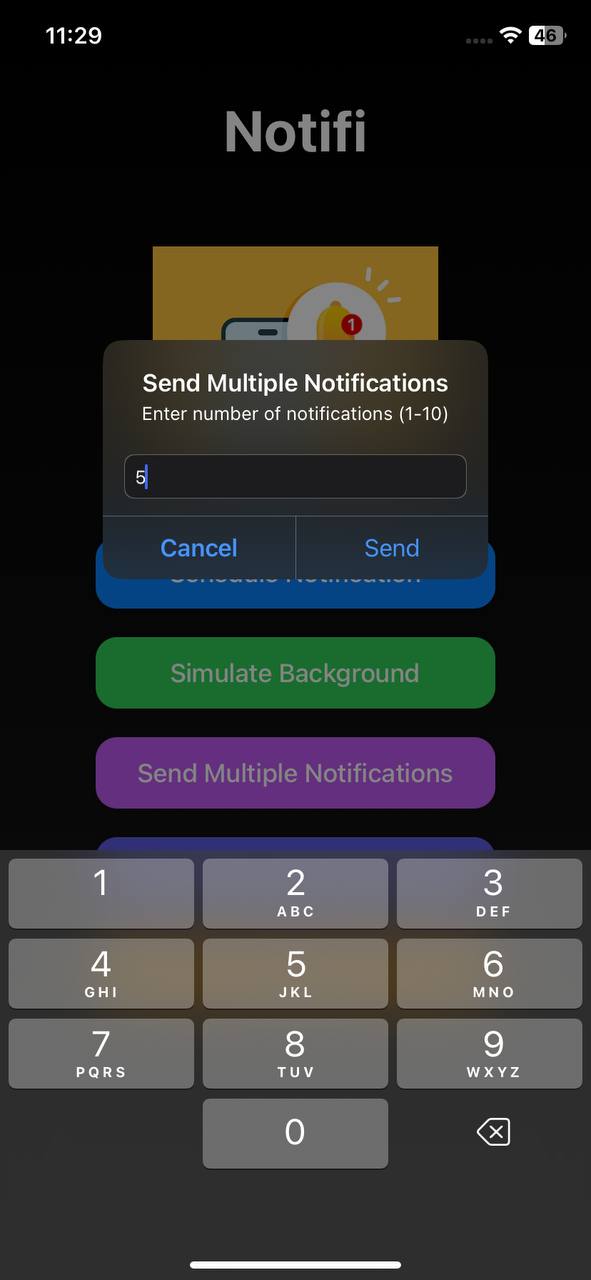 11:29
46
Notifi
1
Send Multiple Notifications
Enter number of notifications (1-10)
5
Cancel
Send
Schedule Notification
Simulate Background
Send Multiple Notifications
1
2
ABC
3
DEF
4
GHI
5
JKL
6
MNO
7
PQRS
8
TUV
9
WXYZ
0